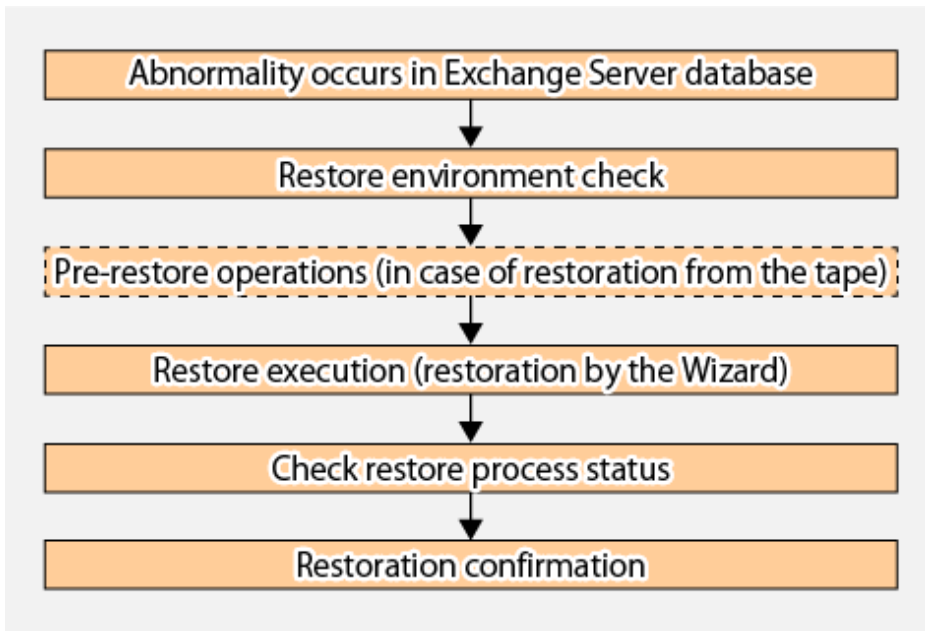 Abnormality occurs in Exchange Server database
Restore environment check
Pre-restore operations (in case of restoration from the tape)
Restore execution (restoration by the Wizard)
Check restore process status
Restoration confirmation